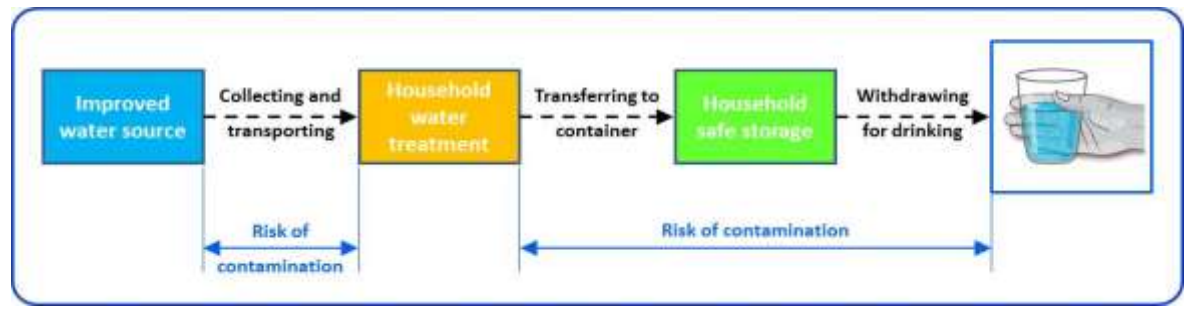 Improved
water source
Collecting and
transporting
Household
water
treatment
Transferring to
container
Household
safe storage
Withdrawing
for drinking
Risk of
contamination
Risk of contamination